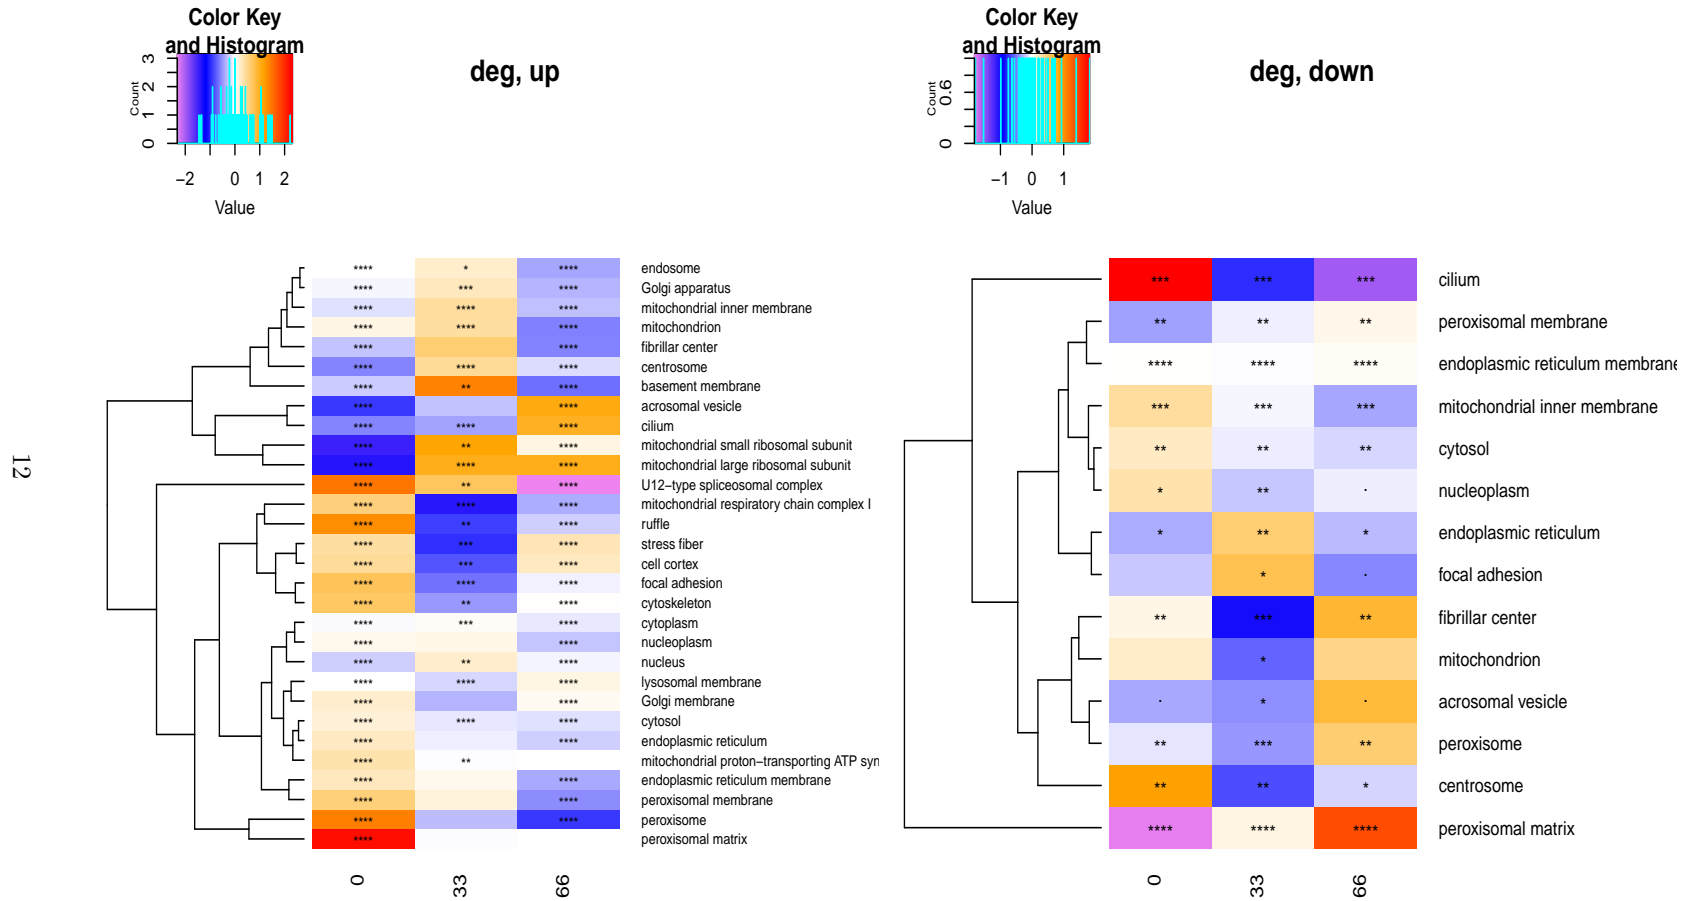 Color Key
and Histogram
Count
0 1 2 3
−2 0 1 2
Value
deg, up
**** * **** endosome
**** *** **** Golgi apparatus
**** **** **** mitochondrial inner membrane
**** **** **** mitochondrion
**** **** fibrillar center
**** **** **** centrosome
**** ** **** basement membrane
**** **** acrosomal vesicle
**** **** **** cilium
**** ** **** mitochondrial small ribosomal subunit
**** **** **** mitochondrial large ribosomal subunit
**** ** **** U12−type spliceosomal complex
**** **** **** mitochondrial respiratory chain complex I
**** ** **** ruffle
**** *** **** stress fiber
**** *** **** cell cortex
**** **** **** focal adhesion
**** ** **** cytoskeleton
**** *** **** cytoplasm
**** **** nucleoplasm
**** ** **** nucleus
**** **** **** lysosomal membrane
**** **** Golgi membrane
**** **** **** cytosol
**** **** endoplasmic reticulum
**** ** mitochondrial proton−transporting ATP syn
**** **** endoplasmic reticulum membrane
**** **** peroxisomal membrane
**** **** peroxisome
**** peroxisomal matrix
0 33 66
Color Key
and Histogram
Count
0 0.6
−1 0 1
Value
deg, down
*** *** *** cilium
** ** ** peroxisomal membrane
**** **** **** endoplasmic reticulum membrane
*** *** *** mitochondrial inner membrane
** ** ** cytosol
* ** . nucleoplasm
* ** * endoplasmic reticulum
* . focal adhesion
** *** ** fibrillar center
* mitochondrion
. * . acrosomal vesicle
** *** ** peroxisome
** ** * centrosome
**** **** **** peroxisomal matrix
0 33 66
12